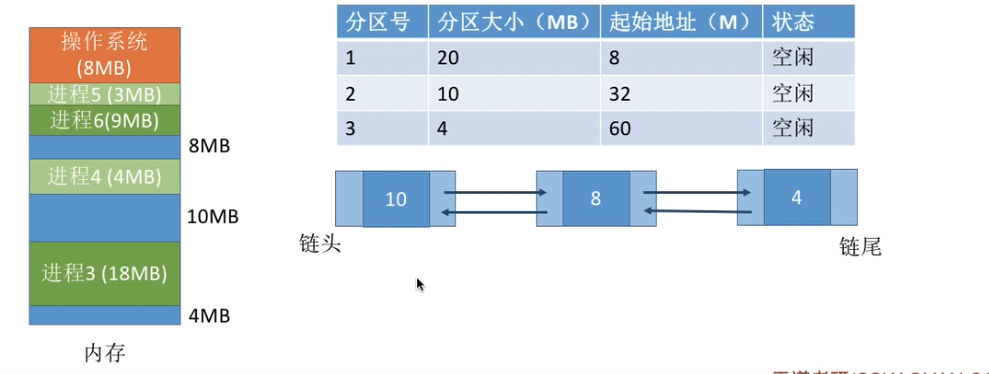 操作系统
(8MB)
进程5 (3MB)
进程6(9MB)
8MB
进程4 (4MB)
10MB
进程3 (18MB)
4MB
内存
分区号 分区大小（MB） 起始地址（M） 状态
1 20 8 空闲
2 10 32 空闲
3 4 60 空闲
10 8 4
链头
链尾